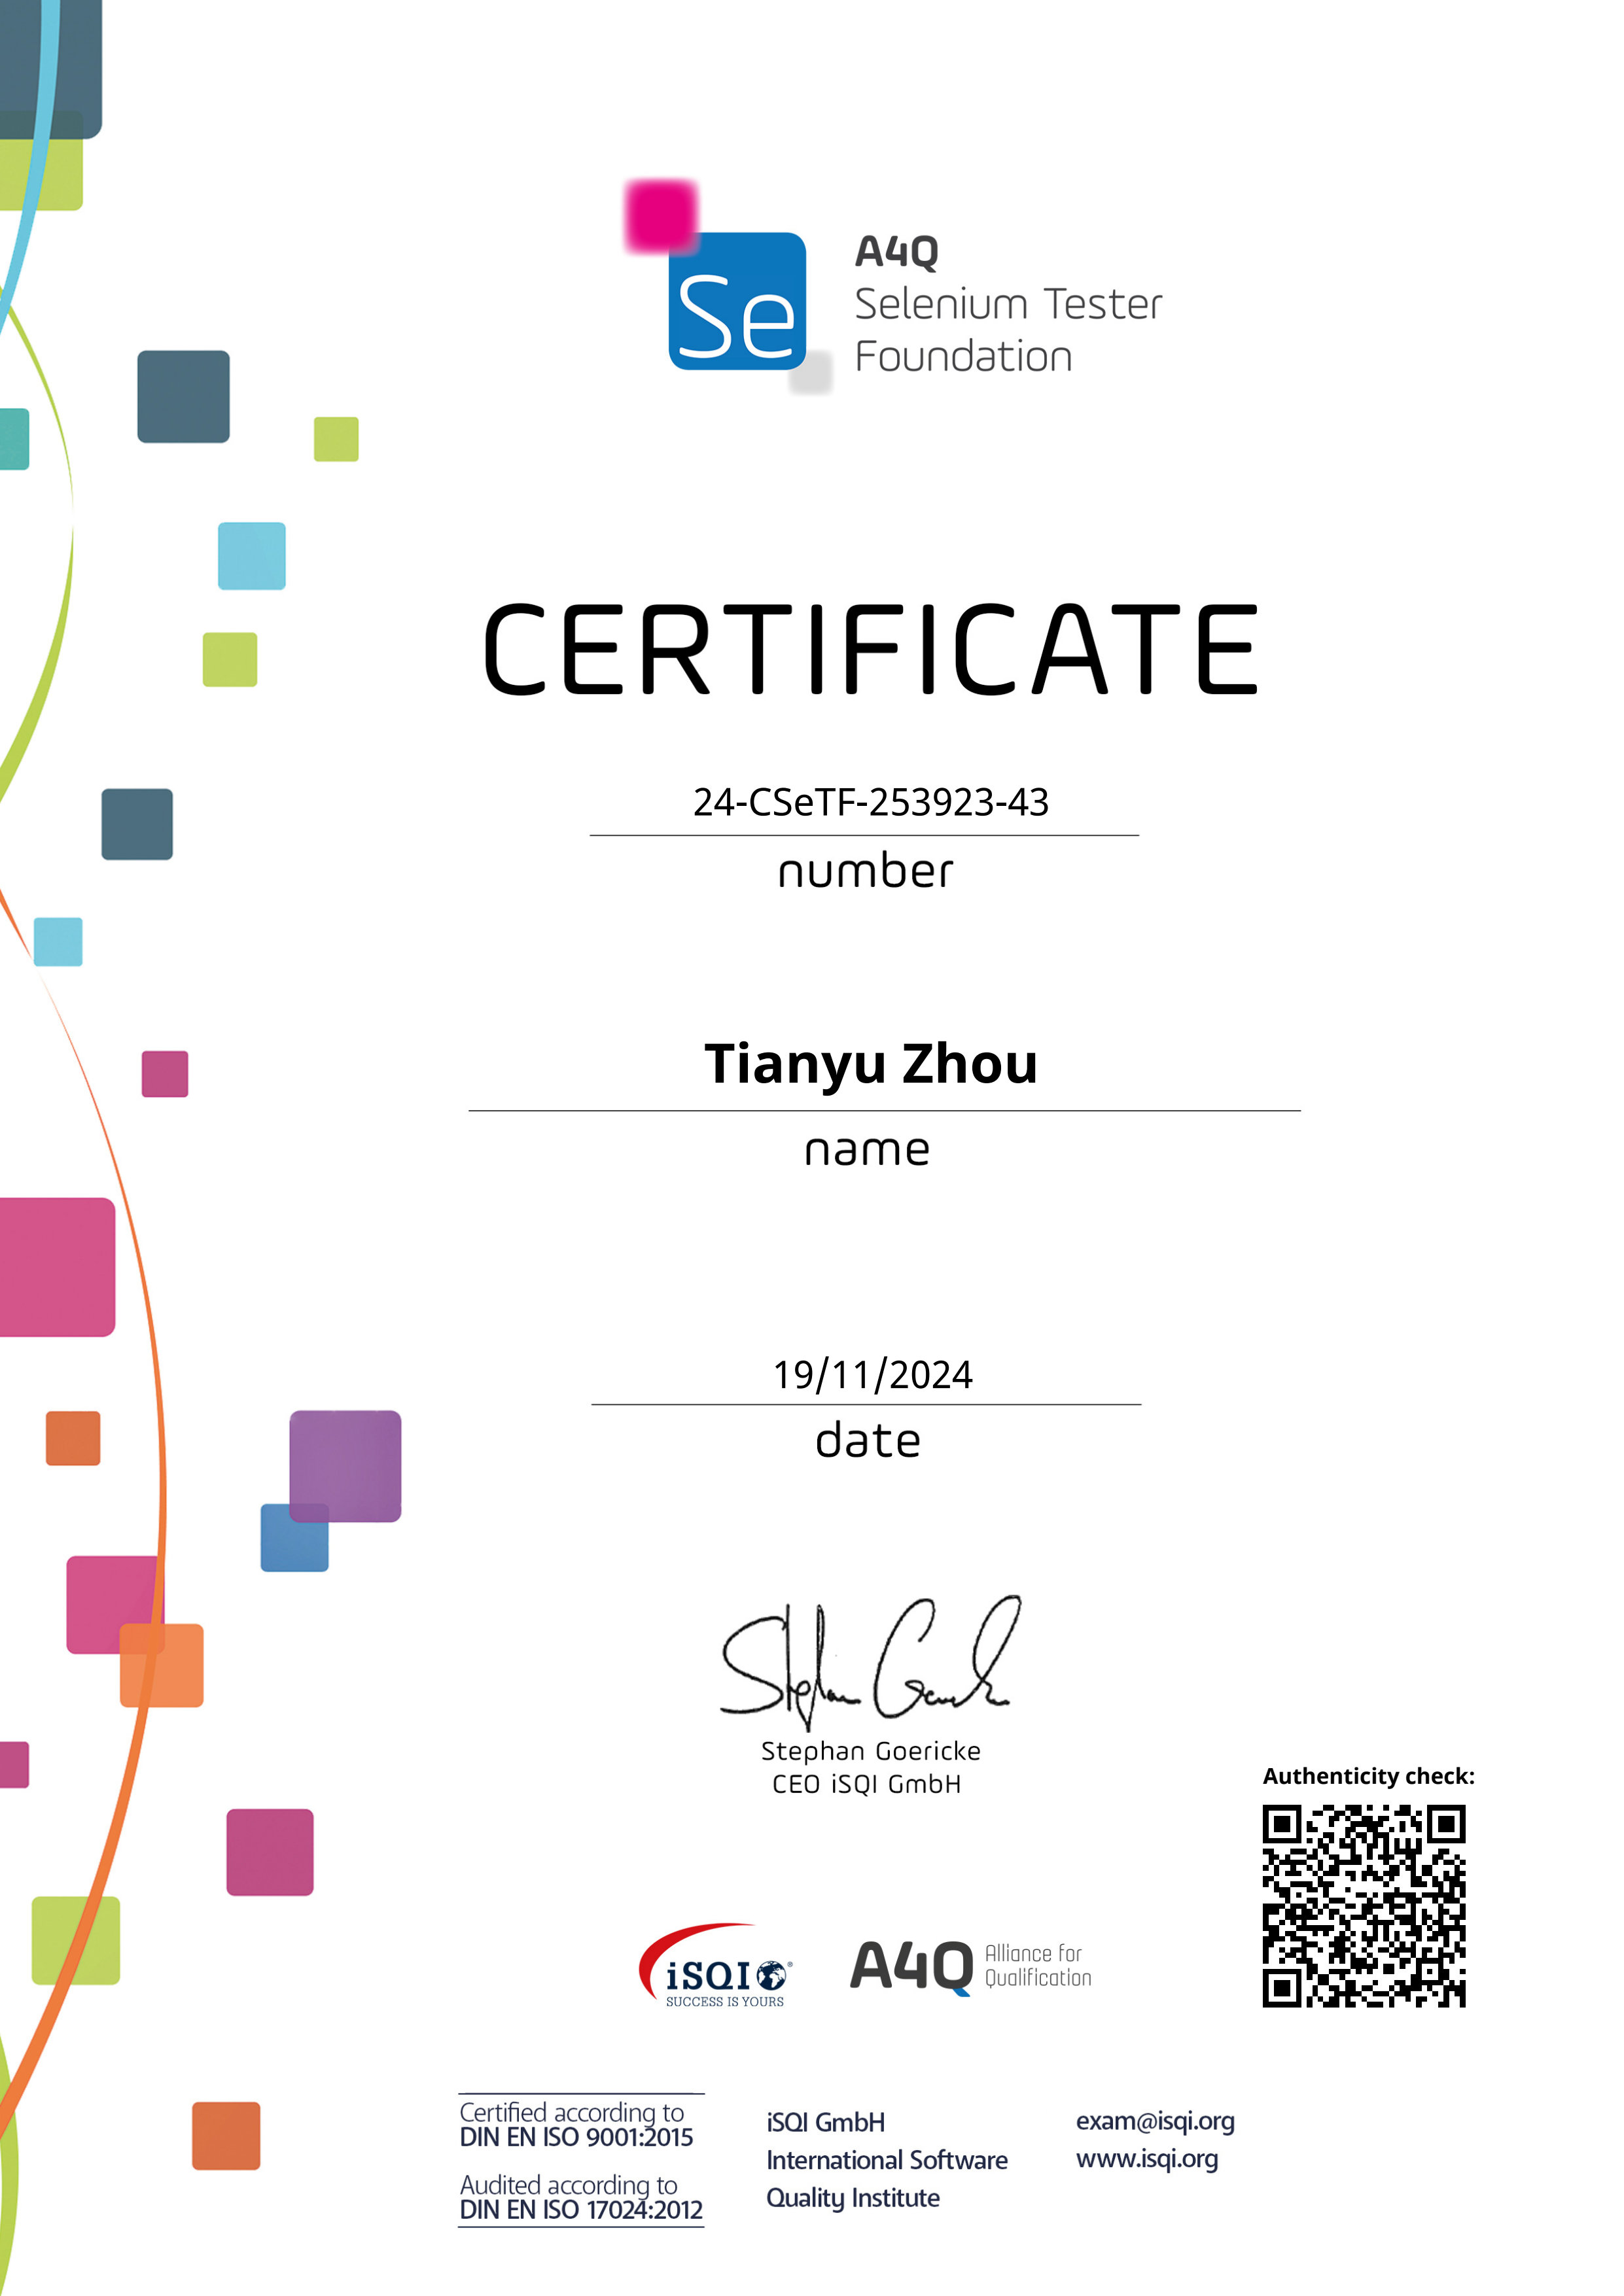 Se
A4Q
Selenium Tester
Foundation
CERTIFICATE
24-CSeTF-253923-43
number
Tianyu Zhou
name
19/11/2024
date
Stephan Goericke
CEO iSQI GmbH
Authenticity check:
iSQI®
SUCCESS IS YOURS
A4Q
Alliance for
Qualification
Certified according to
DIN EN ISO 9001:2015
Audited according to
DIN EN ISO 17024:2012
iSQI GmbH
International Software
Quality Institute
exam@isqi.org
www.isqi.org